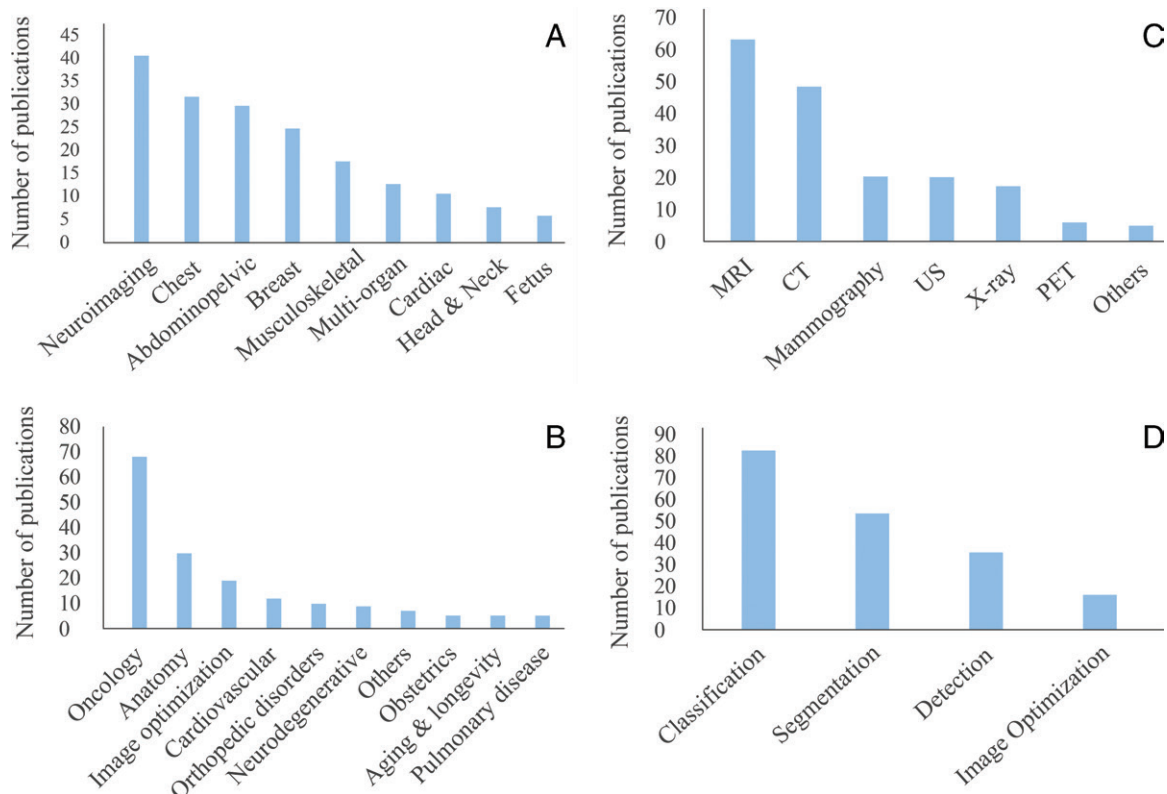 A
Number of publications
45
40
35
30
25
20
15
10
5
0
Neuroimaging
Chest
Abdominopelvic
Breast
Musculoskeletal
Multi-organ
Cardiac
Head & Neck
Fetus
C
Number of publications
70
60
50
40
30
20
10
0
MRI
CT
Mammography
US
X-ray
PET
Others
B
Number of publications
80
70
60
50
40
30
20
10
0
Oncology
Anatomy
Image optimization
Cardiovascular
Orthopedic disorders
Neurodegenerative
Others
Obstetrics
Aging & longevity
Pulmonary disease
D
Number of publications
90
80
70
60
50
40
30
20
10
0
Classification
Segmentation
Detection
Image Optimization